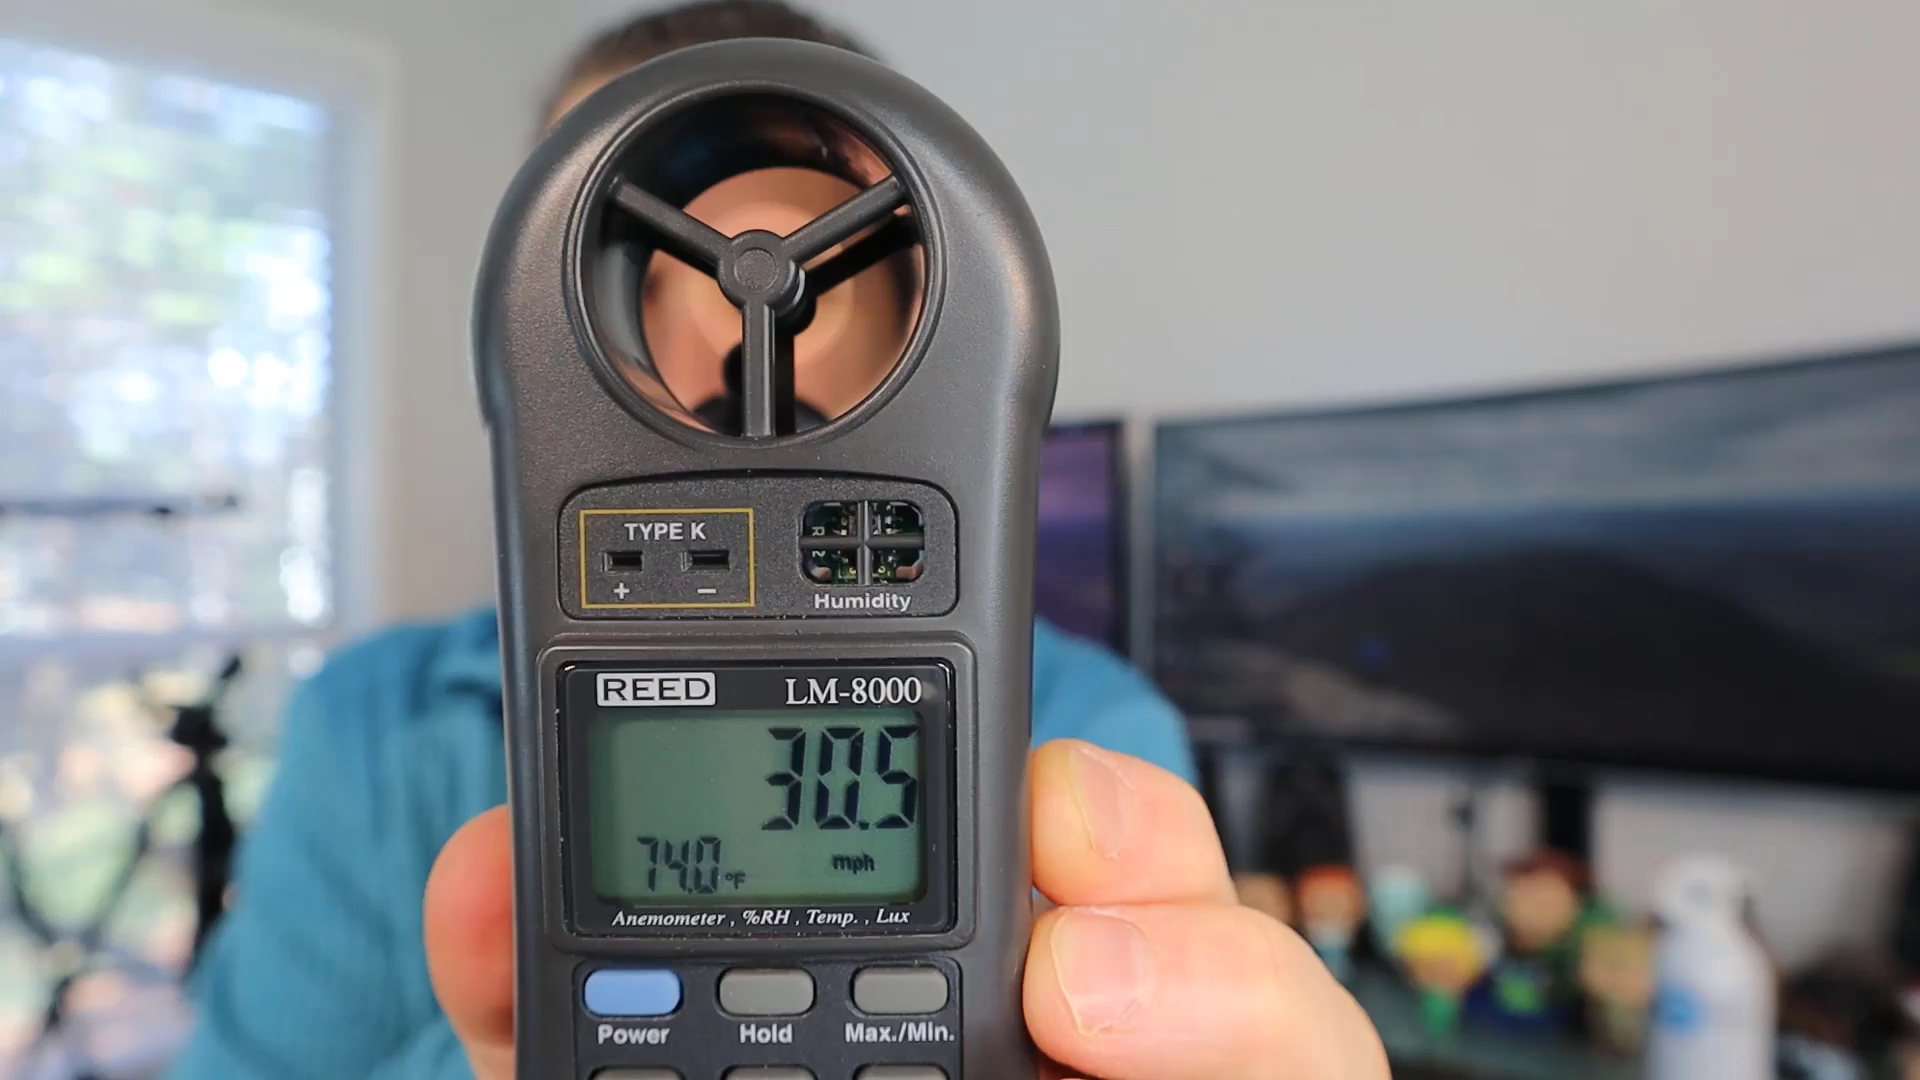 TYPE K
+ −
Humidity
REED LM-8000
30.5
74.0 °F mph
Anemometer , %RH , Temp. , Lux
Power Hold Max./Min.